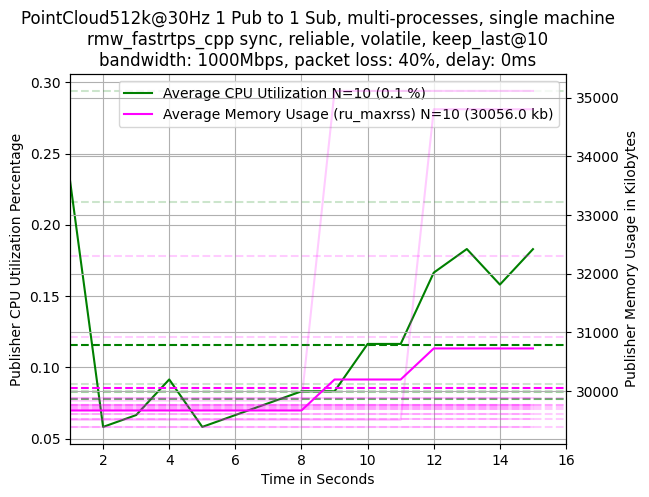 PointCloud512k@30Hz 1 Pub to 1 Sub, multi-processes, single machine
rmw_fastrtps_cpp sync, reliable, volatile, keep_last@10
bandwidth: 1000Mbps, packet loss: 40%, delay: 0ms
Average CPU Utilization N=10 (0.1 %)
Average Memory Usage (ru_maxrss) N=10 (30056.0 kb)
Publisher CPU Utilization Percentage
0.30
0.25
0.20
0.15
0.10
0.05
35000
34000
33000
32000
31000
30000
Publisher Memory Usage in Kilobytes
2 4 6 8 10 12 14 16
Time in Seconds